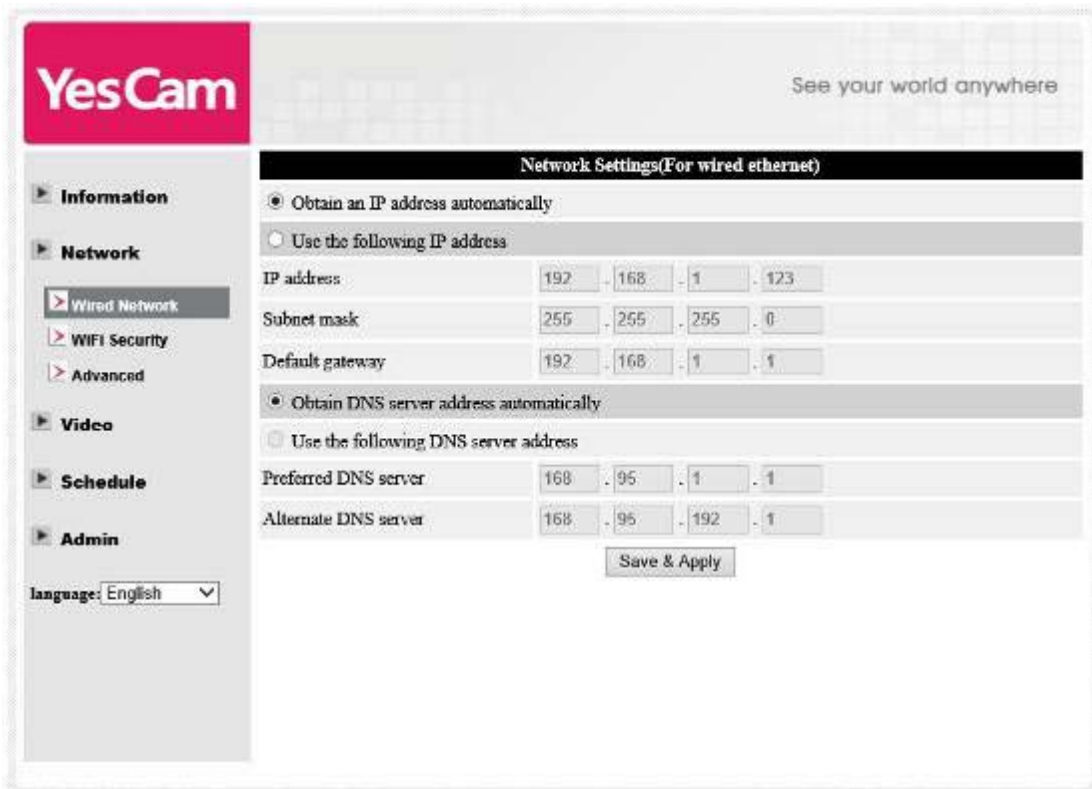 YesCam
See your world anywhere
Information
Network
Wired Network
WIFI Security
Advanced
Video
Schedule
Admin
language: English
Network Settings(For wired ethernet)
Obtain an IP address automatically
Use the following IP address
IP address 192 . 168 . 1 . 123
Subnet mask 255 . 255 . 255 . 0
Default gateway 192 . 168 . 1 . 1
Obtain DNS server address automatically
Use the following DNS server address
Preferred DNS server 168 . 95 . 1 . 1
Alternate DNS server 168 . 95 . 192 . 1
Save & Apply